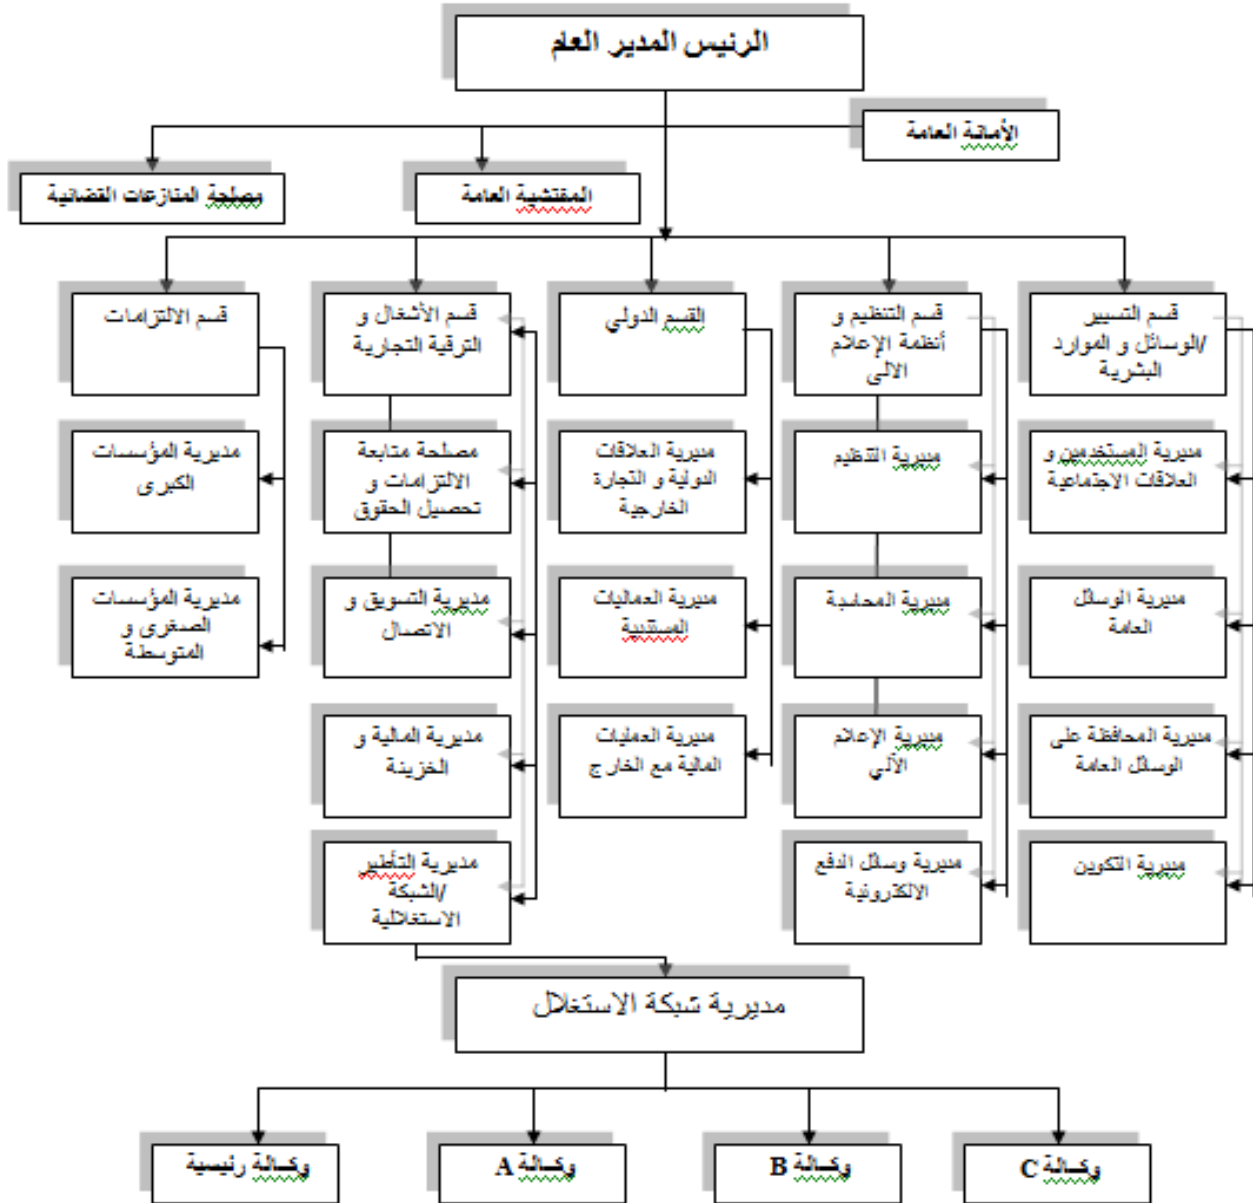 الرئيس المدير العام
الأمانة العامة
المفتشية العامة
مصلحة المنازعات القضائية
قسم التسيير
/الوسائل و الموارد
البشرية
قسم التنظيم و
أنظمة الإعلام
الالى
القسم الدولي
قسم الأشغال و
الترقية التجارية
قسم الالتزامات
مديرية المستخدمين و
العلاقات الاجتماعية
مديرية التنظيم
مديرية العلاقات
الدولية و التجارة
الخارجية
مصلحة متابعة
الالتزامات و
تحصيل الحقوق
مديرية المؤسسات
الكبرى
مديرية الوسائل
العامة
مديرية المحاسبة
مديرية العمليات
المستندية
مديرية التسويق و
الاتصال
مديرية المؤسسات
الصغرى و
المتوسطة
مديرية المحافظة على
الوسائل العامة
مديرية الإعلام
الآلي
مديرية العمليات
المالية مع الخارج
مديرية المالية و
الخزينة
مديرية التكوين
مديرية وسائل الدفع
الالكترونية
مديرية التأطير
/الشبكة
الاستغلالية
مديرية شبكة الاستغلال
وكالة C
وكالة B
وكالة A
وكالة رئيسية